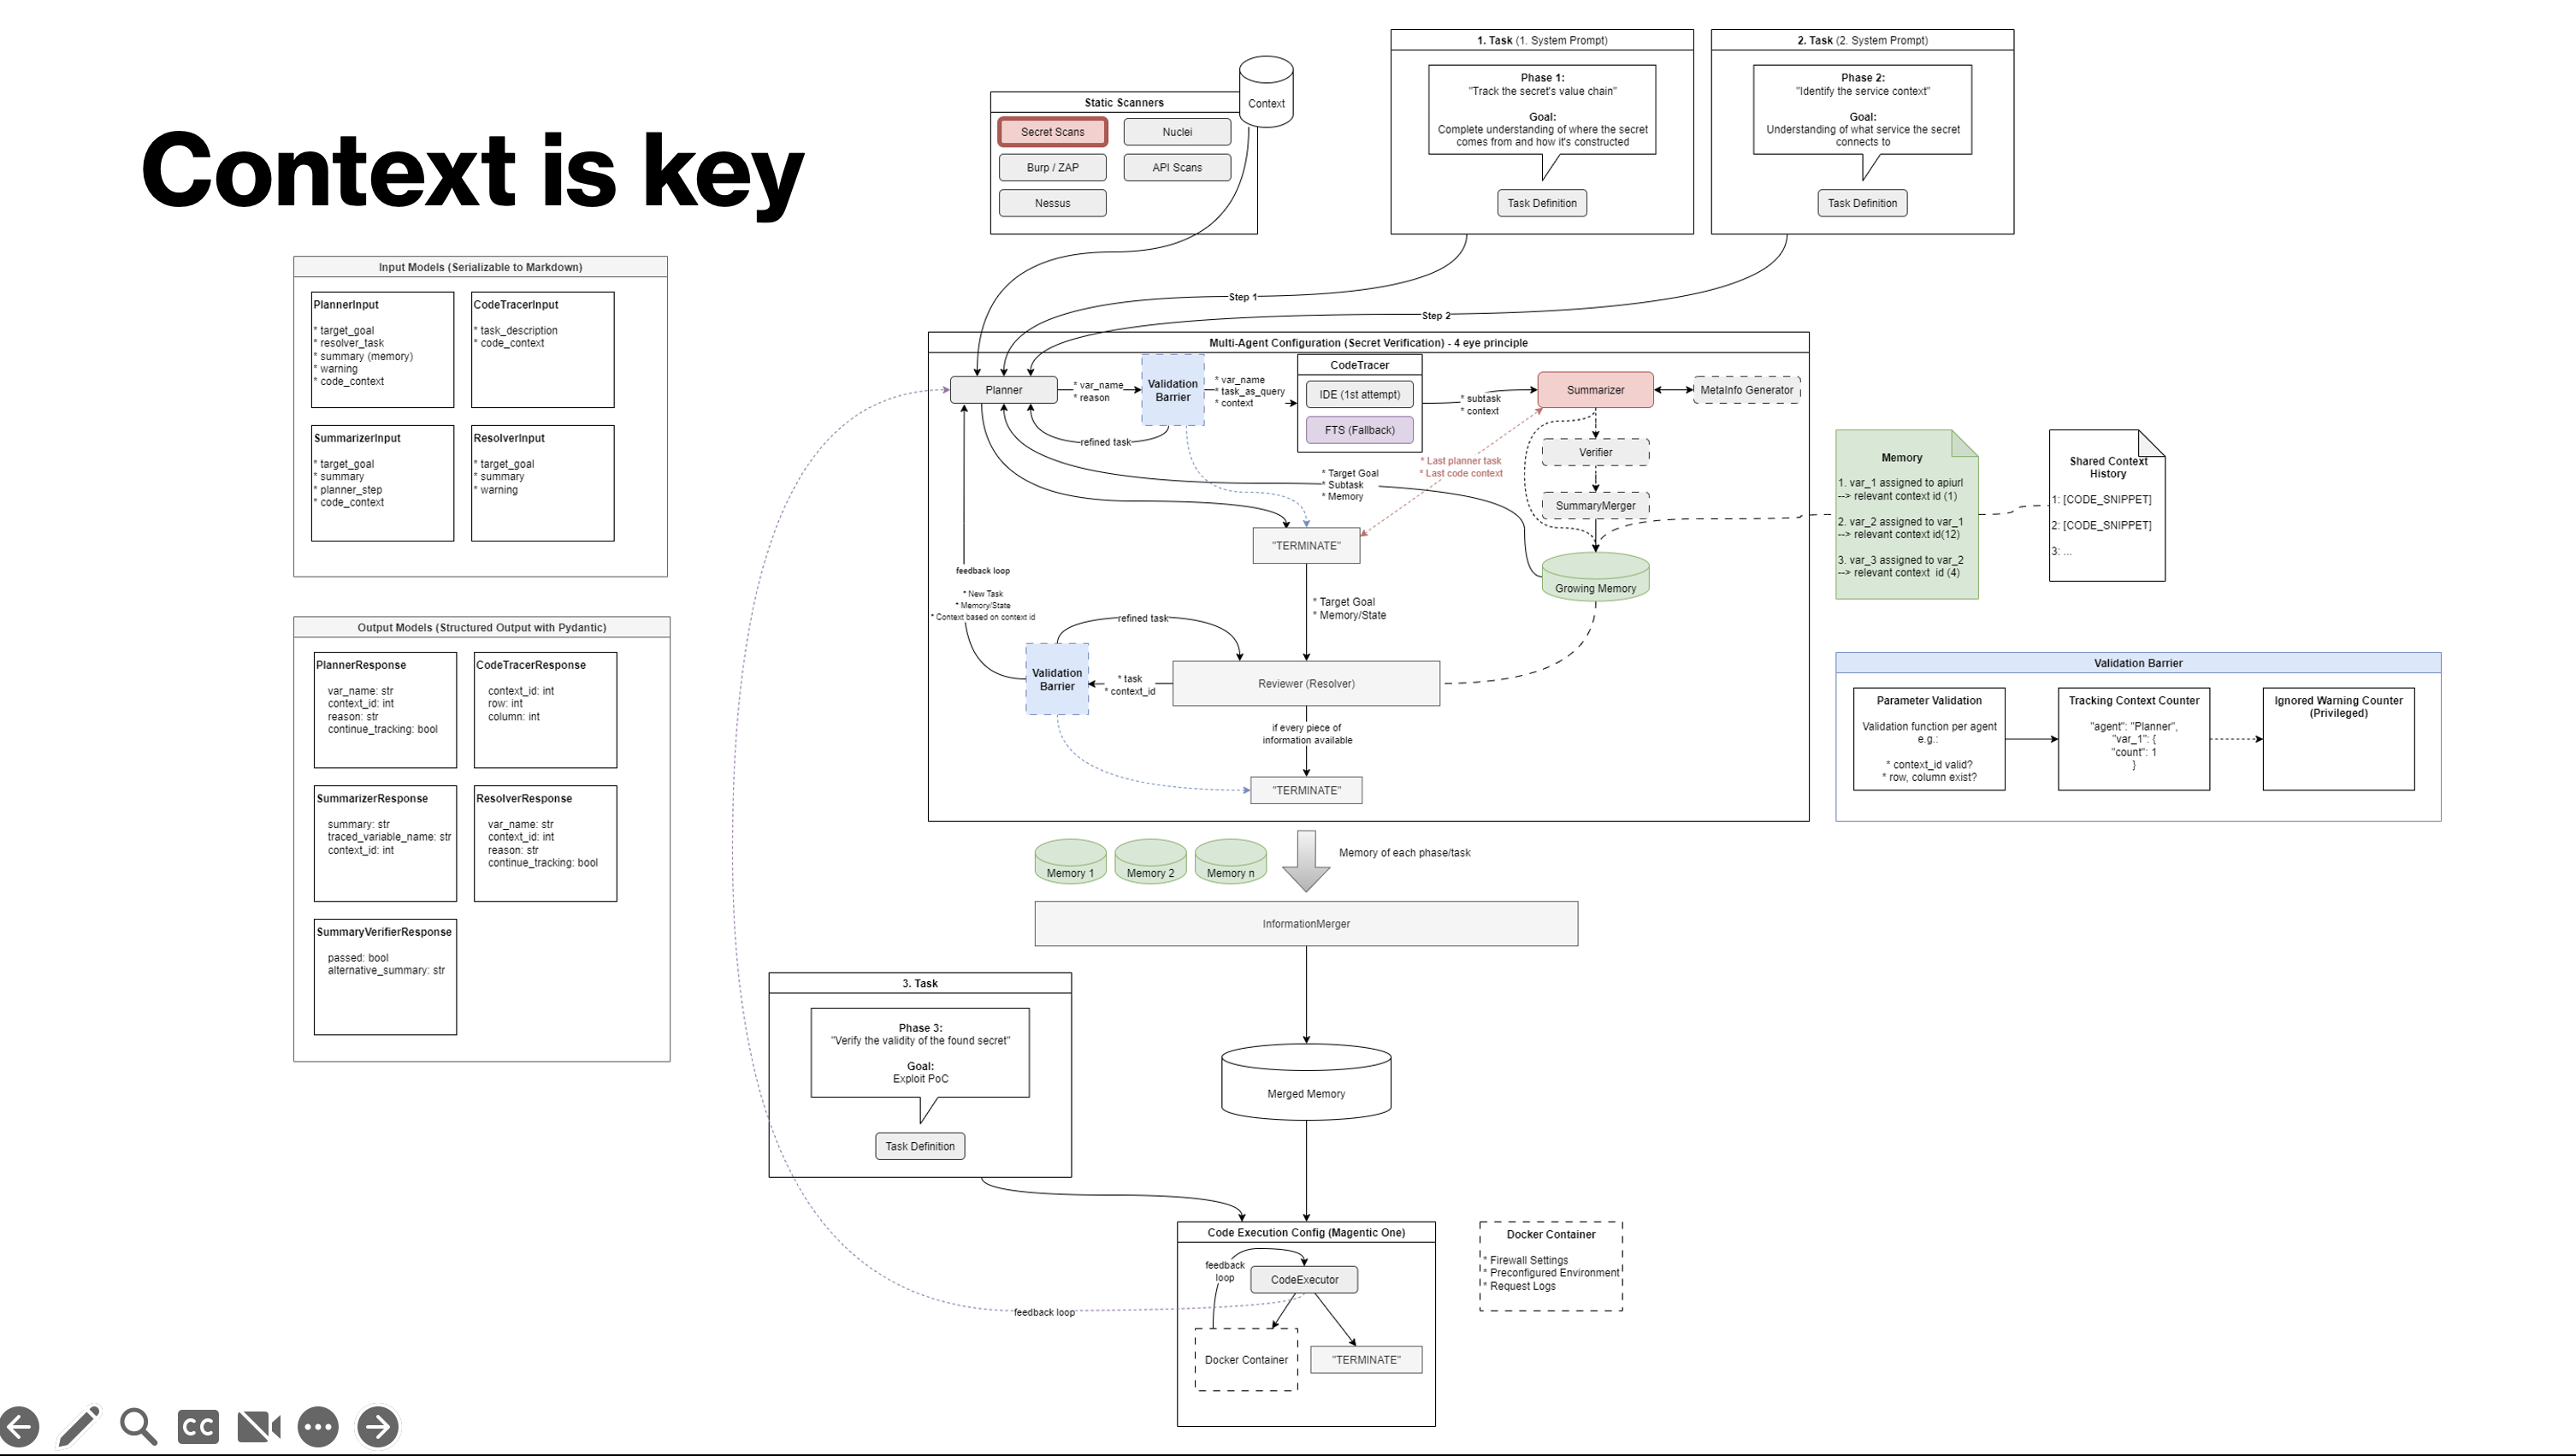 Context is key
Input Models (Serializable to Markdown)
PlannerInput
* target_goal
* resolver_task
* summary (memory)
* warning
* code_context
CodeTracerInput
* task_description
* code_context
SummarizerInput
* target_goal
* summary
* planner_step
* code_context
ResolverInput
* target_goal
* summary
* warning
Output Models (Structured Output with Pydantic)
PlannerResponse
var_name: str
context_id: int
reason: str
continue_tracking: bool
CodeTracerResponse
context_id: int
row: int
column: int
SummarizerResponse
summary: str
traced_variable_name: str
context_id: int
ResolverResponse
var_name: str
context_id: int
reason: str
continue_tracking: bool
SummaryVerifierResponse
passed: bool
alternative_summary: str
Context
Static Scanners
Secret Scans
Nuclei
Burp / ZAP
API Scans
Nessus
1. Task (1. System Prompt)
Phase 1:
"Track the secret's value chain"
Goal:
Complete understanding of where the secret
comes from and how it's constructed
Task Definition
2. Task (2. System Prompt)
Phase 2:
"Identify the service context"
Goal:
Understanding of what service the secret
connects to
Task Definition
Step 1
Step 2
Multi-Agent Configuration (Secret Verification) - 4 eye principle
Planner
* var_name
* reason
Validation
Barrier
* var_name
* task_as_query
* context
refined task
CodeTracer
IDE (1st attempt)
FTS (Fallback)
* subtask
* context
Summarizer
MetaInfo Generator
Verifier
SummaryMerger
* Last planner task
* Last code context
* Target Goal
* Subtask
* Memory
"TERMINATE"
Growing Memory
feedback loop
* New Task
* Memory/State
* Context based on context id
* Target Goal
* Memory/State
refined task
Validation
Barrier
* task
* context_id
Reviewer (Resolver)
if every piece of
information available
"TERMINATE"
Memory
1. var_1 assigned to apiurl
--> relevant context id (1)
2. var_2 assigned to var_1
--> relevant context id(12)
3. var_3 assigned to var_2
--> relevant context id (4)
Shared Context
History
1: [CODE_SNIPPET]
2: [CODE_SNIPPET]
3: ...
Validation Barrier
Parameter Validation
Validation function per agent
e.g.:
* context_id valid?
* row, column exist?
Tracking Context Counter
"agent": "Planner",
"var_1": {
"count": 1
}
Ignored Warning Counter
(Privileged)
Memory 1
Memory 2
Memory n
Memory of each phase/task
InformationMerger
3. Task
Phase 3:
"Verify the validity of the found secret"
Goal:
Exploit PoC
Task Definition
Merged Memory
Code Execution Config (Magentic One)
feedback
loop
CodeExecutor
Docker Container
"TERMINATE"
feedback loop
Docker Container
* Firewall Settings
* Preconfigured Environment
* Request Logs
CC